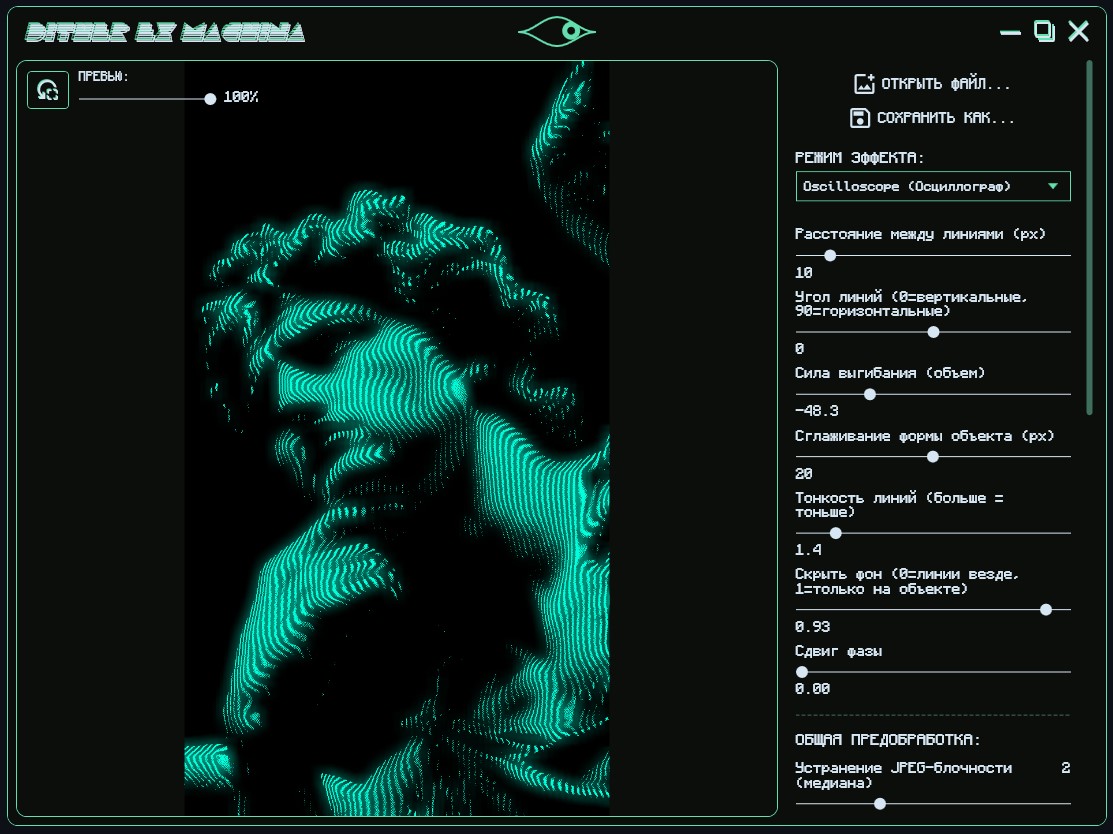 DITHER EX MACHINA
ПРЕВЬЮ:
100%
ОТКРЫТЬ ФАЙЛ...
СОХРАНИТЬ КАК...
РЕЖИМ ЭФФЕКТА:
Oscilloscope (Осциллограф)
Расстояние между линиями (px)
10
Угол линий (0=вертикальные,
90=горизонтальные)
0
Сила выгибания (объем)
-48.3
Сглаживание формы объекта (px)
20
Тонкость линий (больше =
тоньше)
1.4
Скрыть фон (0=линии везде,
1=только на объекте)
0.93
Сдвиг фазы
0.00
ОБЩАЯ ПРЕДОБРАБОТКА:
Устранение JPEG-блочности 2
(медиана)